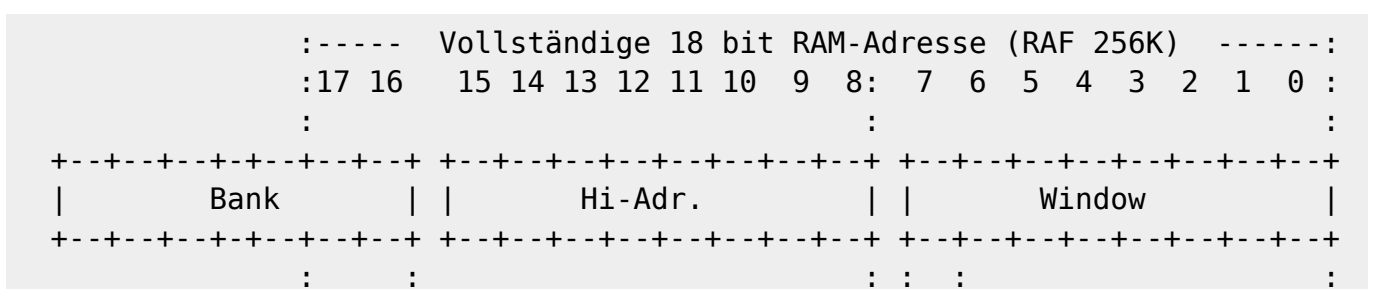 :-----  Vollständige 18 bit RAM-Adresse (RAF 256K)  ------:
:17 16   15 14 13 12 11 10  9  8:  7  6  5  4  3  2  1  0 :
:                               :                         :
+--+--+--+-+--+--+--+ +--+--+--+--+--+--+--+--+ +--+--+--+--+--+--+--+--+
|        Bank       | |       Hi-Adr.         | |       Window          |
+--+--+--+-+--+--+--+ +--+--+--+--+--+--+--+--+ +--+--+--+--+--+--+--+--+
:     :                         : :  :                    :